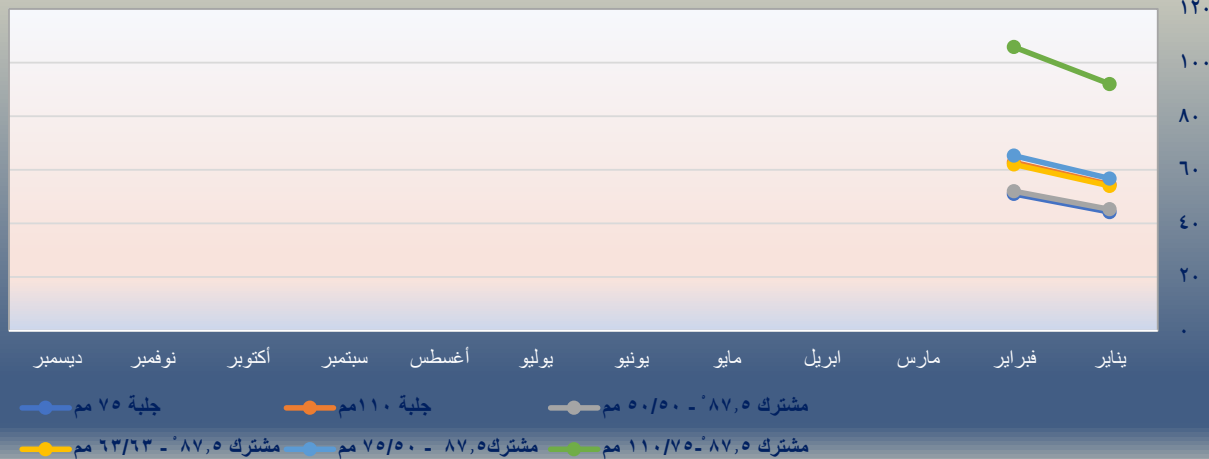 ١٢٠
١٠٠
٨٠
٦٠
٤٠
٢٠
٠
يناير
فبراير
مارس
ابريل
مايو
يونيو
يوليو
أغسطس
سبتمبر
أكتوبر
نوفمبر
ديسمبر
جلبة ٧٥ مم
جلبة ١١٠مم
مشترك ٨٧,٥ ْ - ٥٠/٥٠ مم
مشترك ٨٧,٥ ْ - ٦٣/٦٣ مم
مشترك٨٧,٥ - ٧٥/٥٠ مم
مشترك ٨٧,٥ ْ -١١٠/٧٥ مم